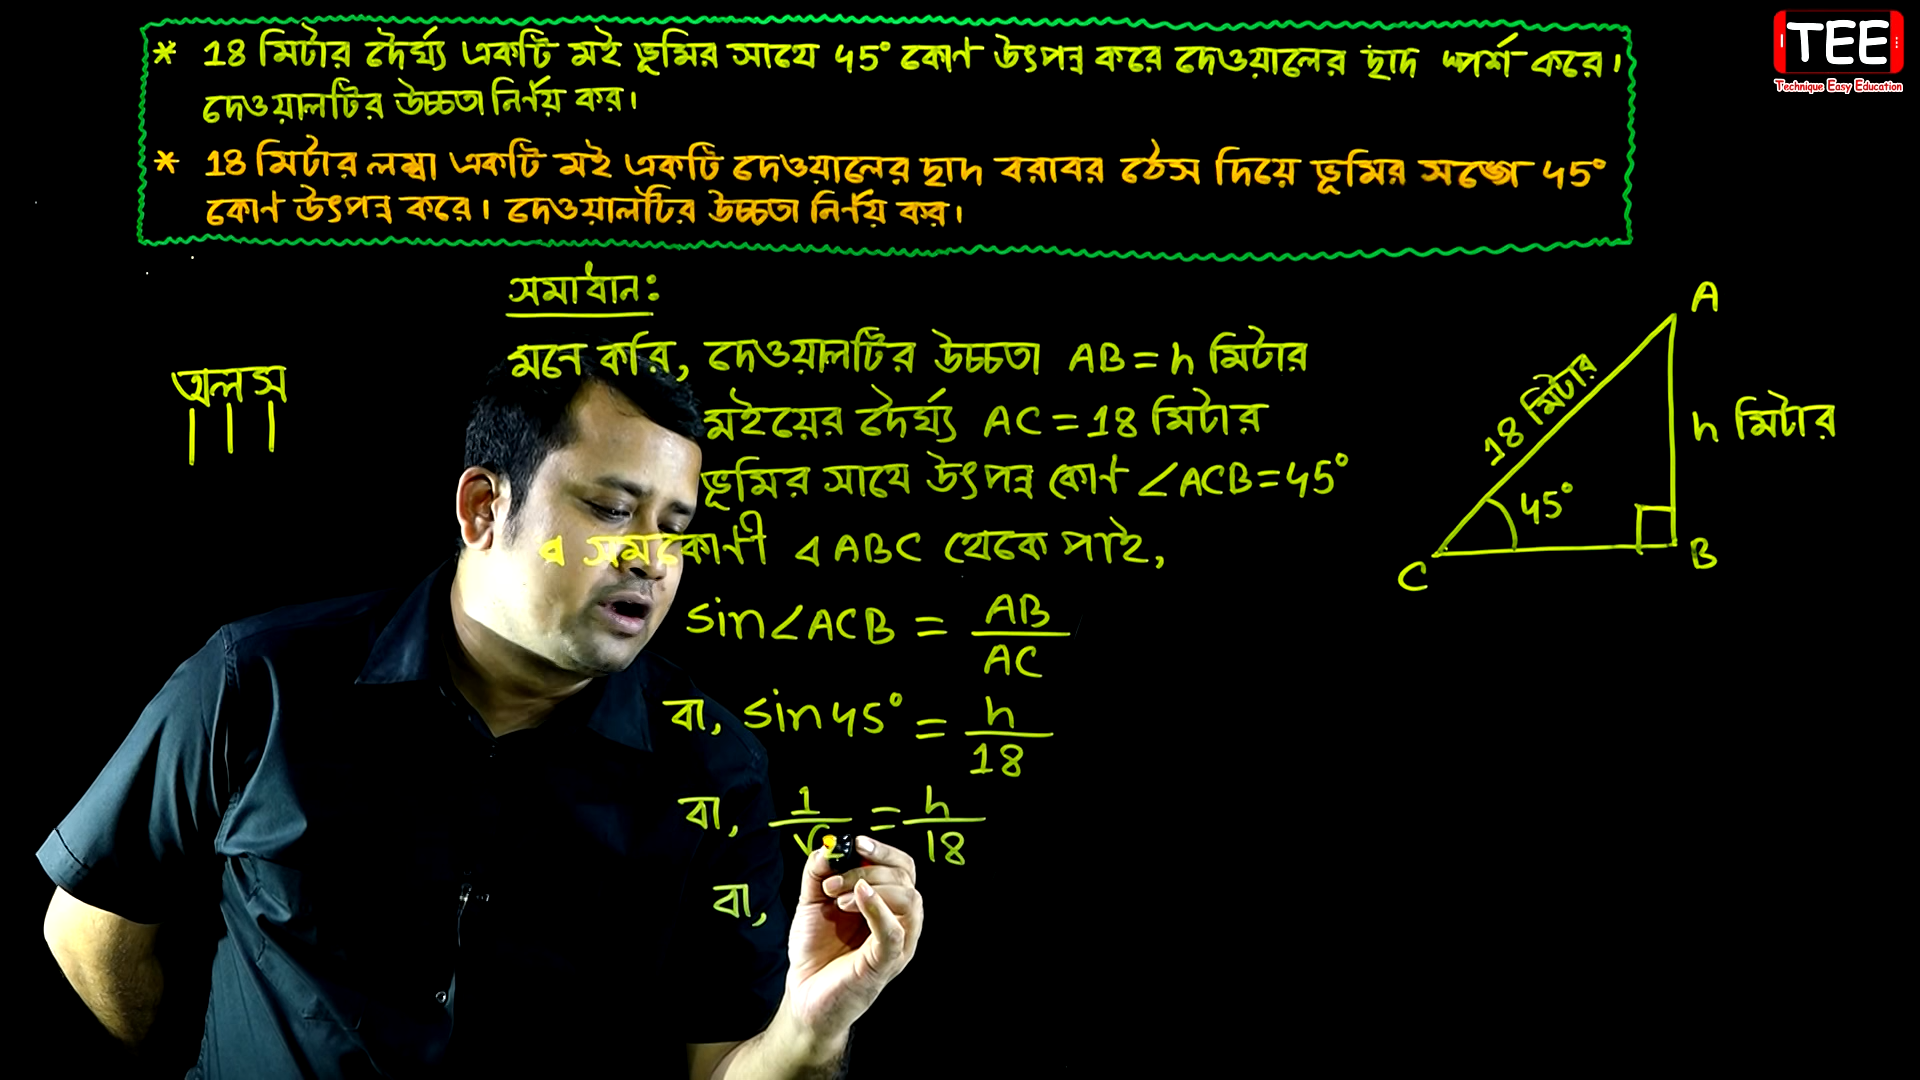 * 18 মিটার দৈর্ঘ্য একটি মই ভূমির সাথে 45° কোণ উৎপন্ন করে দেওয়ালের ছাদ স্পর্শ করে।
দেওয়ালটির উচ্চতা নির্ণয় কর।
* 18 মিটার লম্বা একটি মই একটি দেওয়ালের ছাদ বরাবর ঠেস দিয়ে ভূমির সঙ্গে 45°
কোণ উৎপন্ন করে। দেওয়ালটির উচ্চতা নির্ণয় কর।
TEE
Technique Easy Education
সমাধান:
মনে করি, দেওয়ালটির উচ্চতা AB = h মিটার
মইয়ের দৈর্ঘ্য AC = 18 মিটার
ভূমির সাথে উৎপন্ন কোণ ∠ACB = 45°
সমকোণী ⊿ ABC থেকে পাই,
sin∠ACB = AB/AC
বা, sin45° = h/18
বা, 1/√2 = h/18
বা,
অলস
A
18 মিটার
h মিটার
45°
B
C